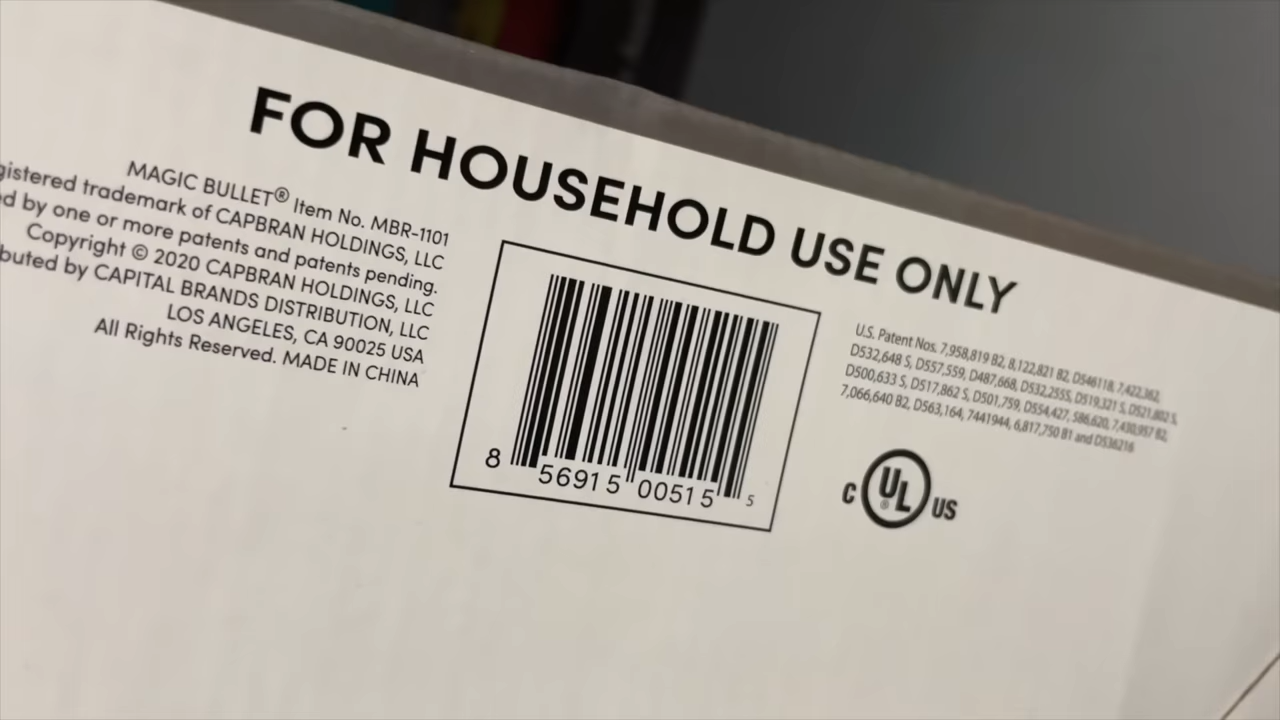 FOR HOUSEHOLD USE ONLY
MAGIC BULLET® Item No. MBR-1101
gistered trademark of CAPBRAN HOLDINGS, LLC
d by one or more patents and patents pending.
Copyright © 2020 CAPBRAN HOLDINGS, LLC
buted by CAPITAL BRANDS DISTRIBUTION, LLC
LOS ANGELES, CA 90025 USA
All Rights Reserved. MADE IN CHINA
8 56915 00515 5
U.S. Patent Nos. 7,958,819 B2, 8,122,821 B2, D546118, 7,422,362,
D532,648 S, D557,559, D487,668, D532,255S, D519,321 S, D521,802 S,
D500,633 S, D517,862 S, D501,759, D554,427, 586,620, 7,430,957 B2,
7,066,640 B2, D563,164, 7441944, 6,817,750 B1 and D536216
C UL® US